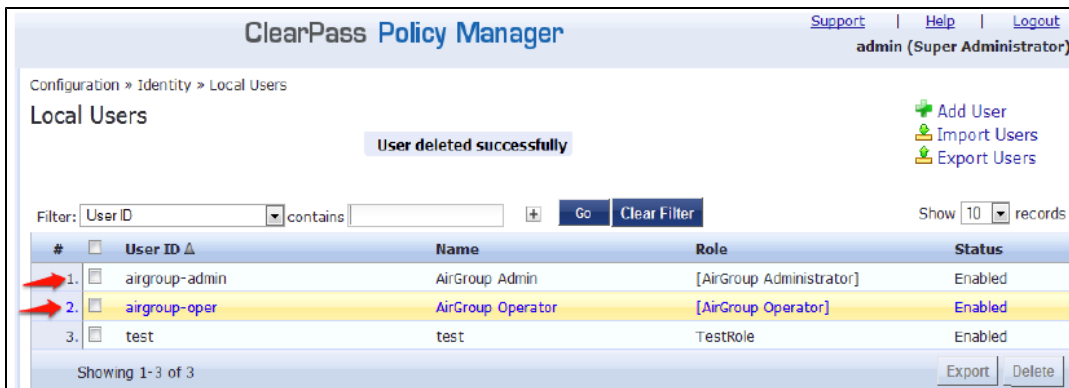 Support | Help | Logout
ClearPass Policy Manager
admin (Super Administrator)
Configuration » Identity » Local Users
Local Users
Add User
User deleted successfully
Import Users
Export Users
Filter: User ID contains + Go Clear Filter Show 10 records
# User ID Name Role Status
1. airgroup-admin AirGroup Admin [AirGroup Administrator] Enabled
2. airgroup-oper AirGroup Operator [AirGroup Operator] Enabled
3. test test TestRole Enabled
Showing 1-3 of 3 Export Delete